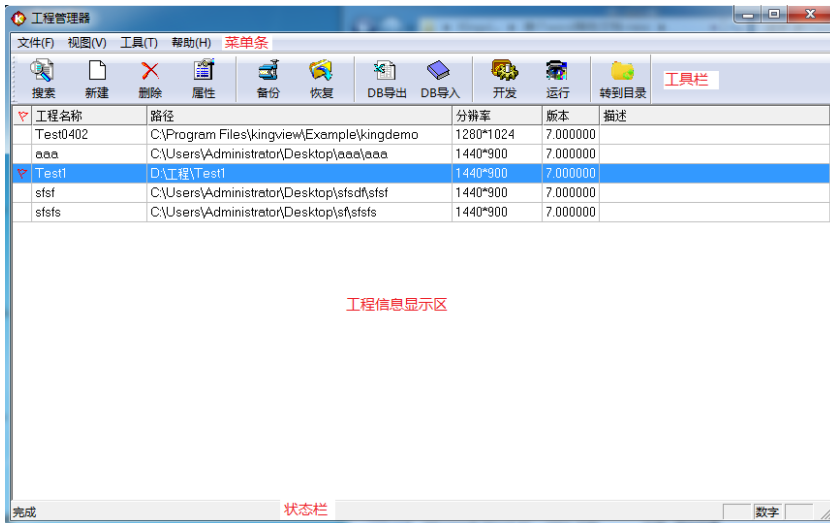 工程管理器
文件(F) 视图(V) 工具(T) 帮助(H) 菜单条
搜索 新建 删除 属性 备份 恢复 DB导出 DB导入 开发 运行 转到目录 工具栏
工程名称 路径 分辨率 版本 描述
Test0402 C:\Program Files\kingview\Example\kingdemo 1280*1024 7.000000
aaa C:\Users\Administrator\Desktop\aaa\aaa 1440*900 7.000000
Test1 D:\工程\Test1 1440*900 7.000000
sfsf C:\Users\Administrator\Desktop\sfsdf\sfsf 1440*900 7.000000
sfsfs C:\Users\Administrator\Desktop\sf\sfsfs 1440*900 7.000000
工程信息显示区
完成 状态栏 数字